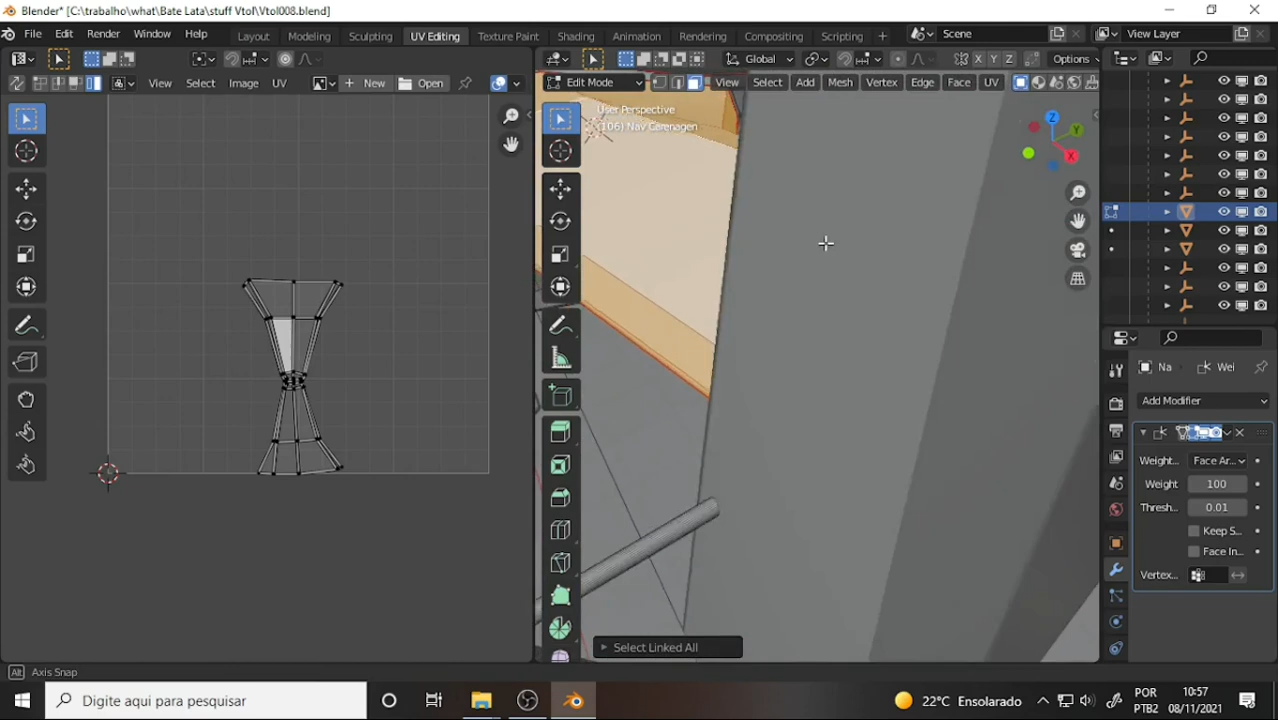 Blender* [C:\trabalho\what\Bate Lata\stuff Vtol\Vtol008.blend]
File Edit Render Window Help Layout Modeling Sculpting UV Editing Texture Paint Shading Animation Rendering Compositing Scripting Scene View Layer
Global X Y Z Options
View Select Image UV New Open Edit Mode View Select Add Mesh Vertex Edge Face UV
User Perspective
(106) Nav Carenagen
Z
Y
X
Na Wei
Add Modifier
Weight... Face Ar...
Weight 100
Thresh... 0.01
Keep S...
Face In...
Vertex...
Select Linked All
Alt Axis Snap
Digite aqui para pesquisar
22°C Ensolarado
POR
PTB2
10:57
08/11/2021